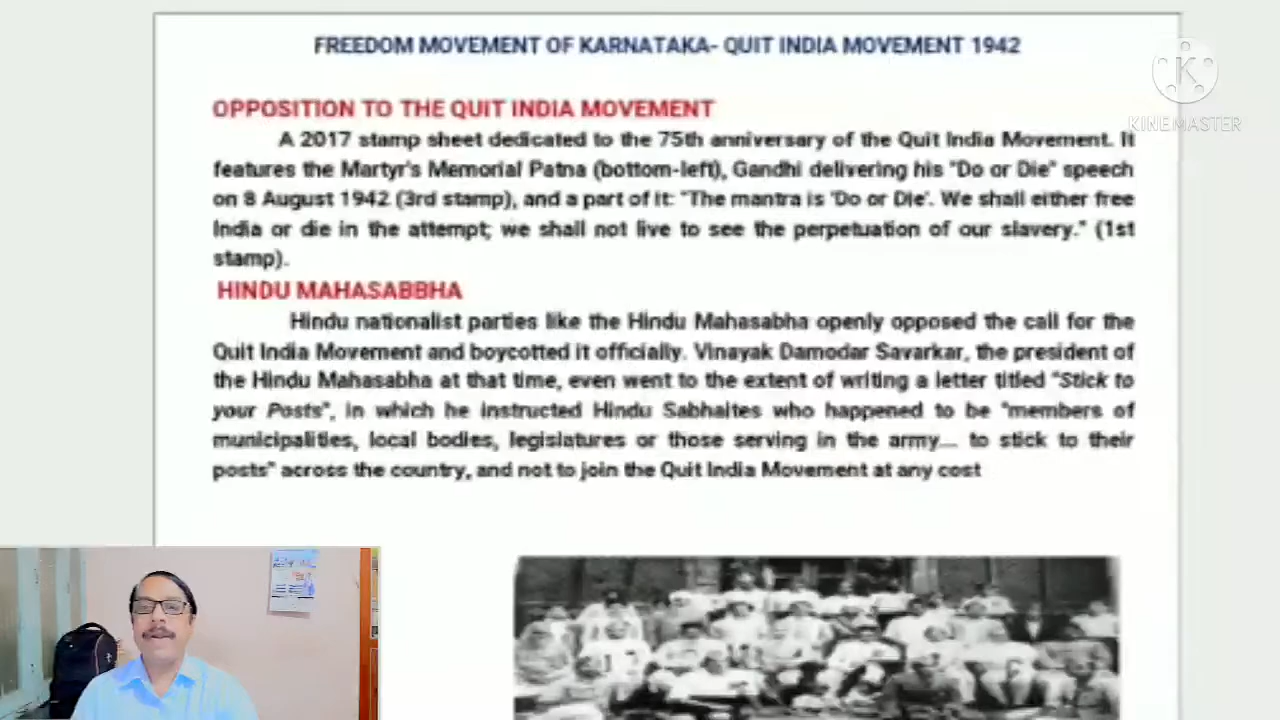 FREEDOM MOVEMENT OF KARNATAKA- QUIT INDIA MOVEMENT 1942
K
KINEMASTER
OPPOSITION TO THE QUIT INDIA MOVEMENT
A 2017 stamp sheet dedicated to the 75th anniversary of the Quit India Movement. It
features the Martyr's Memorial Patna (bottom-left), Gandhi delivering his "Do or Die" speech
on 8 August 1942 (3rd stamp), and a part of it: "The mantra is 'Do or Die'. We shall either free
India or die in the attempt; we shall not live to see the perpetuation of our slavery." (1st
stamp).
HINDU MAHASABBHA
Hindu nationalist parties like the Hindu Mahasabha openly opposed the call for the
Quit India Movement and boycotted it officially. Vinayak Damodar Savarkar, the president of
the Hindu Mahasabha at that time, even went to the extent of writing a letter titled "Stick to
your Posts", in which he instructed Hindu Sabhaites who happened to be "members of
municipalities, local bodies, legislatures or those serving in the army... to stick to their
posts" across the country, and not to join the Quit India Movement at any cost